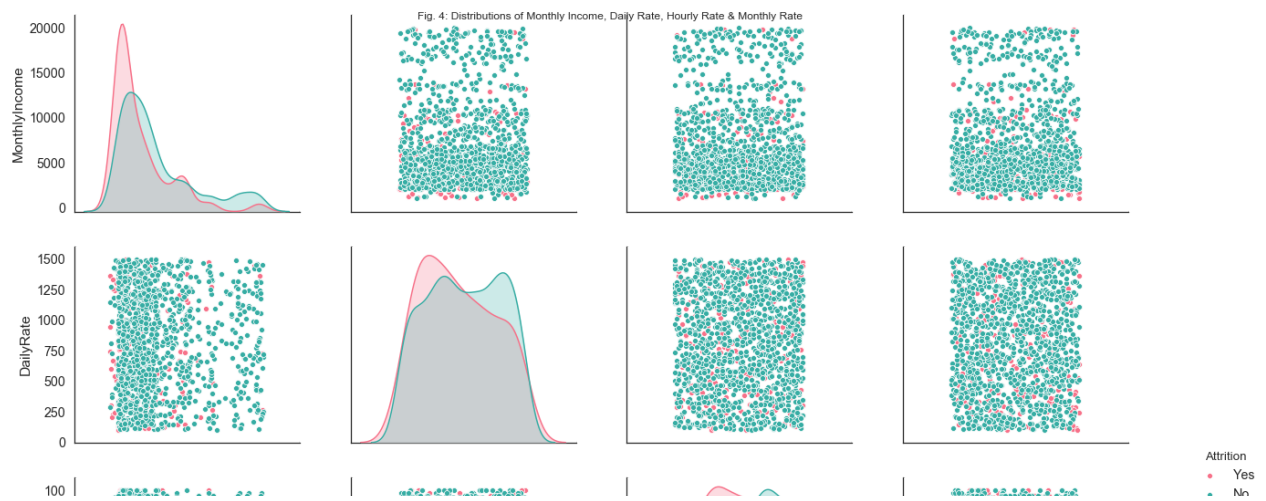 Fig. 4: Distributions of Monthly Income, Daily Rate, Hourly Rate & Monthly Rate
20000
15000
10000
5000
0
MonthlyIncome
1500
1250
1000
750
500
250
0
DailyRate
100
Attrition
Yes
No